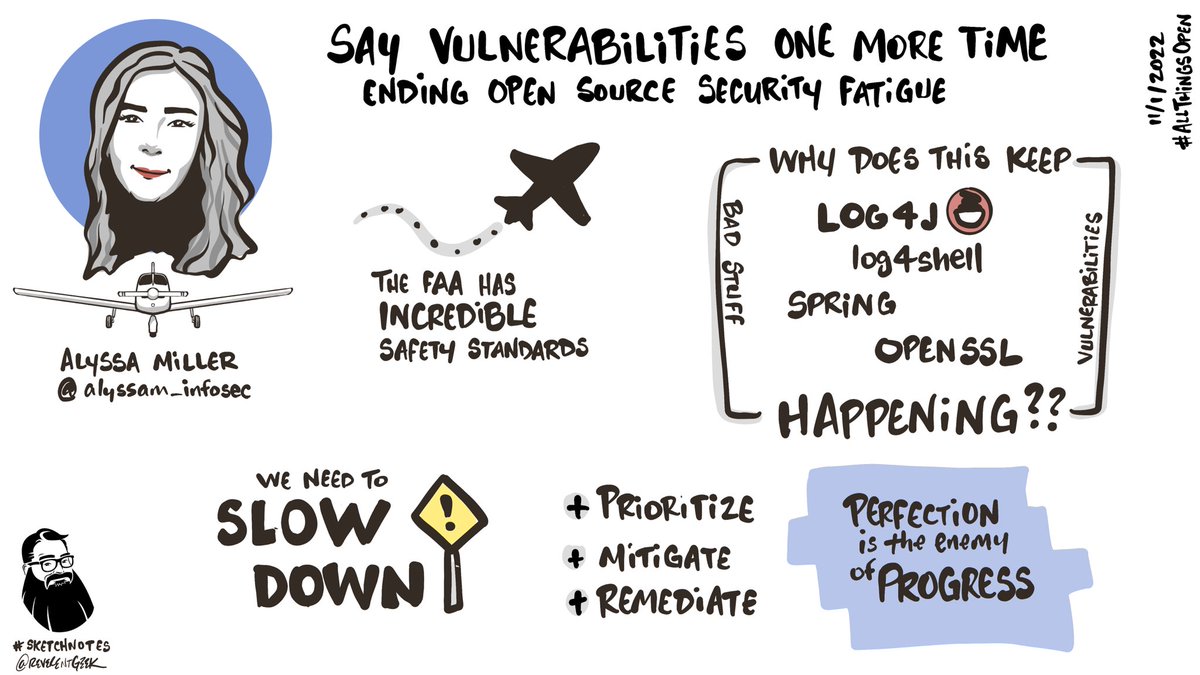 SAY VULNERABILITIES ONE MORE TIME
ENDING OPEN SOURCE SECURITY FATIGUE
11/1/2022
#ALLTHINGSOPEN
ALYSSA MILLER
@alyssam_infosec
THE FAA HAS
INCREDIBLE
SAFETY STANDARDS
WHY DOES THIS KEEP
BAD STUFF
LOG4J
log4shell
SPRING
OPENSSL
VULNERABILITIES
HAPPENING??
WE NEED TO
SLOW
DOWN
!
+ PRIORITIZE
+ MITIGATE
+ REMEDIATE
PERFECTION
is the enemy
of PROGRESS
#SKETCHNOTES
@REVERENTGEEK